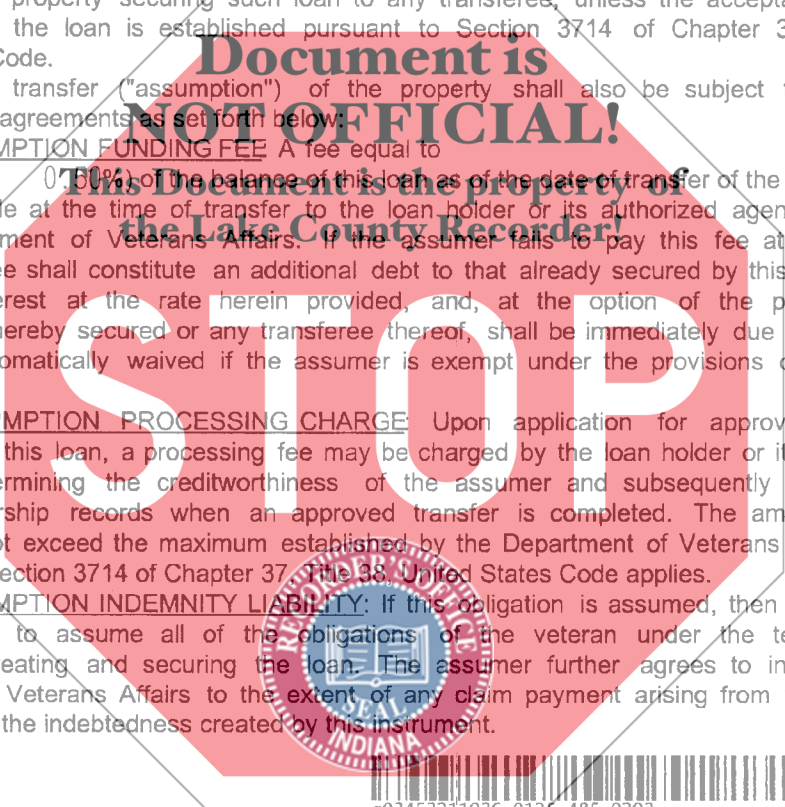 property securing such loan to any transferee, unless the accepta
the loan is established pursuant to Section 3714 of Chapter 3
Code.
Document is
transfer ("assumption") of the property shall also be subject
agreements as set forth below:
NOT OFFICIAL!
MPTION FUNDING FEE A fee equal to
0.50%) of the balance of this loan as of the date of transfer of the
This Document is the property of
le at the time of transfer to the loan holder or its authorized agen
the Lake County Recorder!
ment of Veterans Affairs. If the assumer fails to pay this fee at
ee shall constitute an additional debt to that already secured by this
erest at the rate herein provided, and, at the option of the p
hereby secured or any transferee thereof, shall be immediately due
omatically waived if the assumer is exempt under the provisions o
STOP
MPTION PROCESSING CHARGE: Upon application for approv
this loan, a processing fee may be charged by the loan holder or it
ermining the creditworthiness of the assumer and subsequently
rship records when an approved transfer is completed. The am
ot exceed the maximum established by the Department of Veterans
ection 3714 of Chapter 37, Title 38, United States Code applies.
MPTION INDEMNITY LIABILITY: If this obligation is assumed, then
to assume all of the obligations of the veteran under the te
eating and securing the loan. The assumer further agrees to in
Veterans Affairs to the extent of any claim payment arising from
the indebtedness created by this instrument.
RECORDER'S OFFICE
SEAL
INDIANA